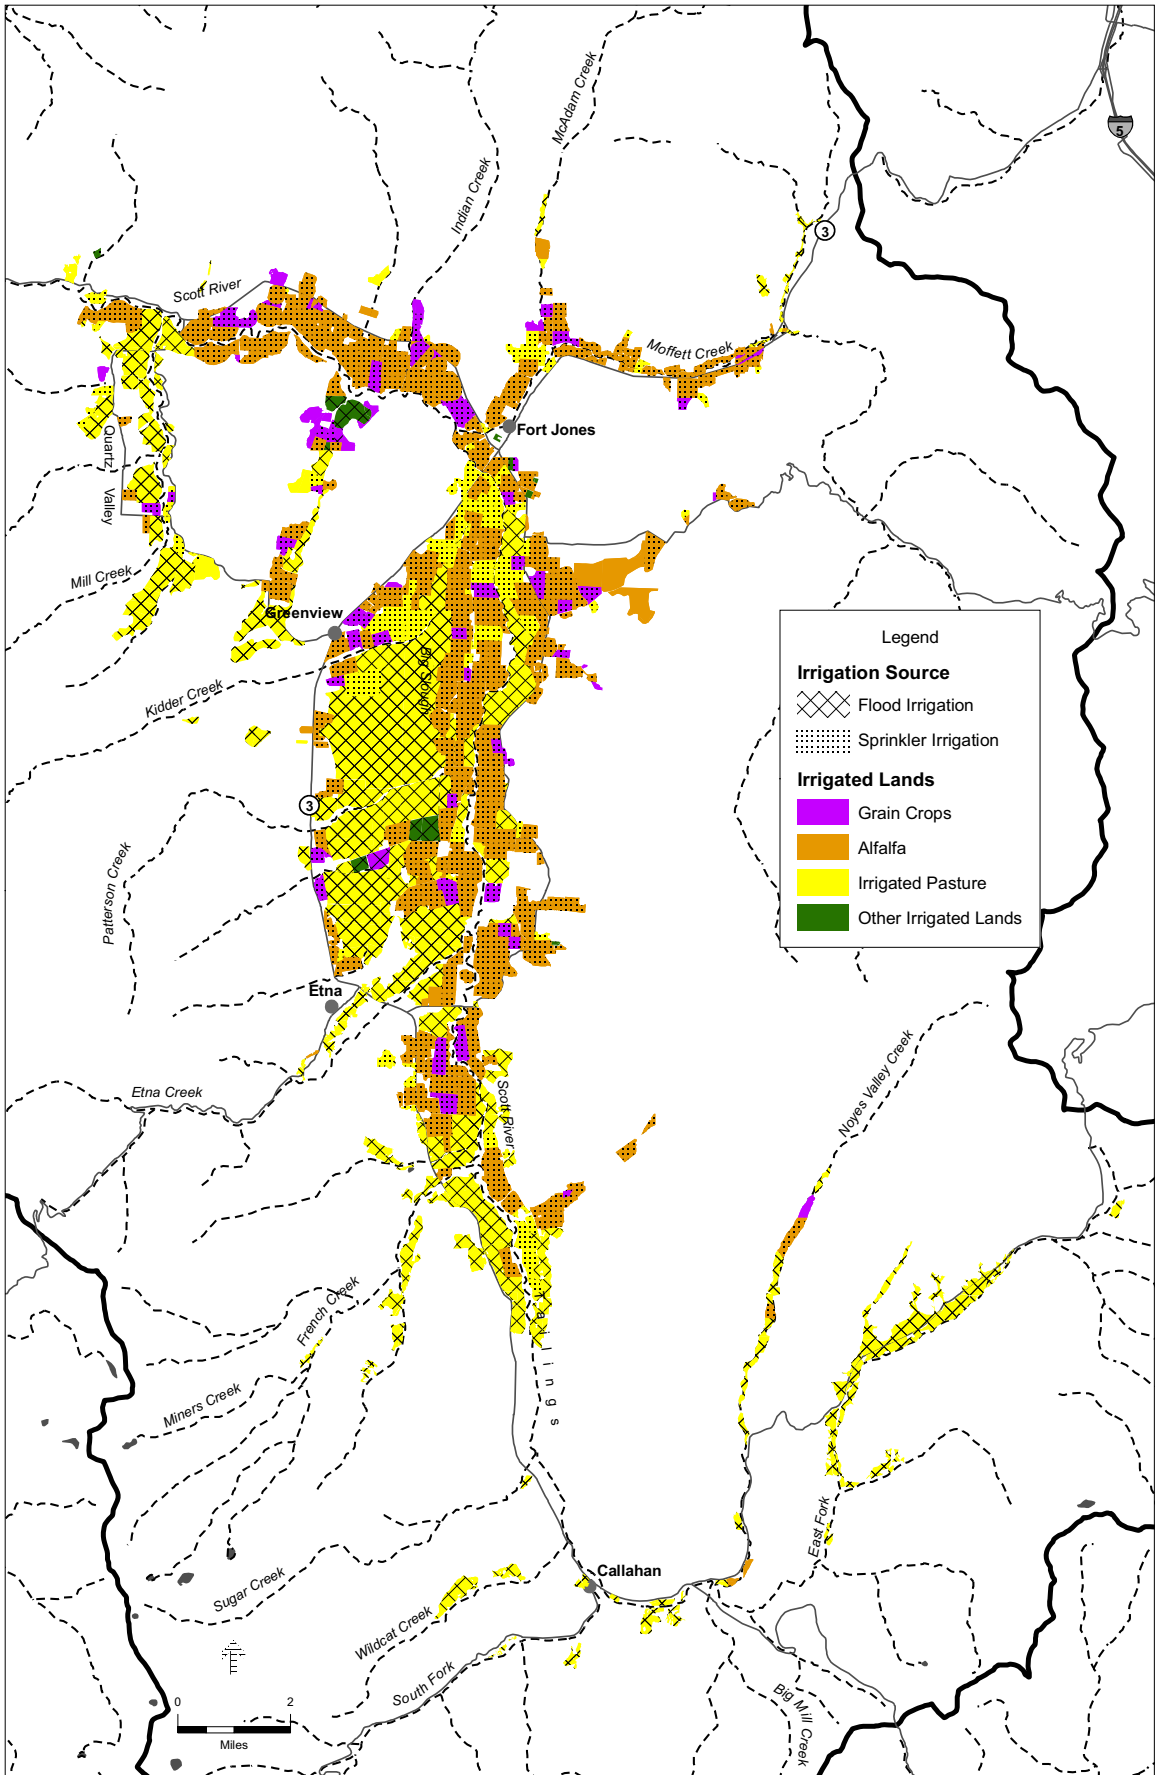 McAdam Creek
5
Indian Creek
3
Scott River
Moffett Creek
Fort Jones
Quartz Valley
Mill Creek
Greenview
Big Slough
Kidder Creek
Legend
Irrigation Source
Flood Irrigation
Sprinkler Irrigation
Irrigated Lands
Grain Crops
Alfalfa
Irrigated Pasture
Other Irrigated Lands
3
Patterson Creek
Etna
Etna Creek
Scott River
Noyes Valley Creek
French Creek
Tailings
Miners Creek
East Fork
Callahan
Sugar Creek
Wildcat Creek
South Fork
Big Mill Creek
0 2
Miles